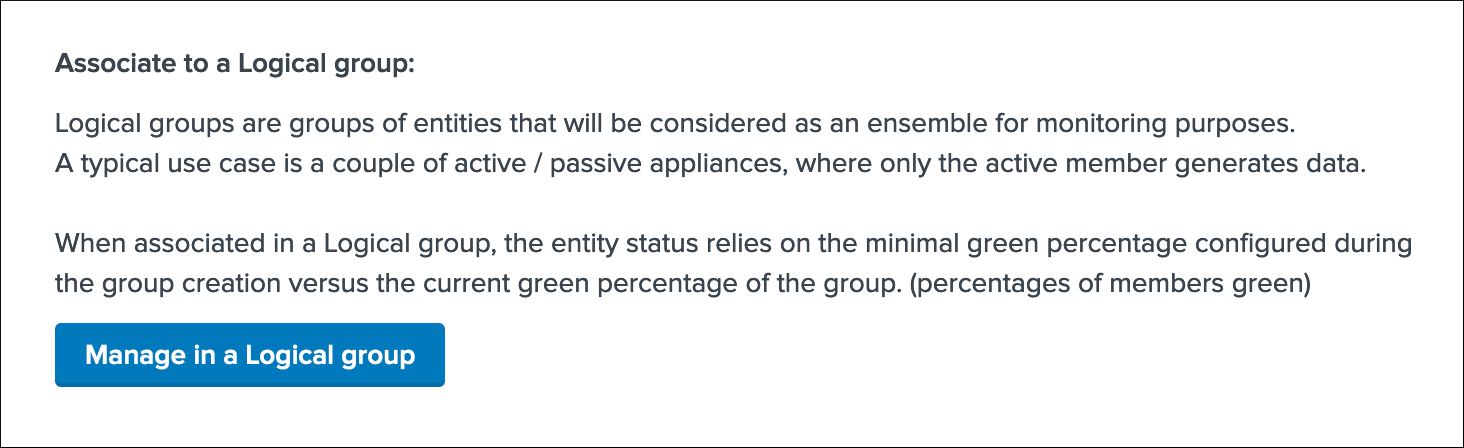 Associate to a Logical group:
Logical groups are groups of entities that will be considered as an ensemble for monitoring purposes.
A typical use case is a couple of active / passive appliances, where only the active member generates data.
When associated in a Logical group, the entity status relies on the minimal green percentage configured during
the group creation versus the current green percentage of the group. (percentages of members green)
Manage in a Logical group